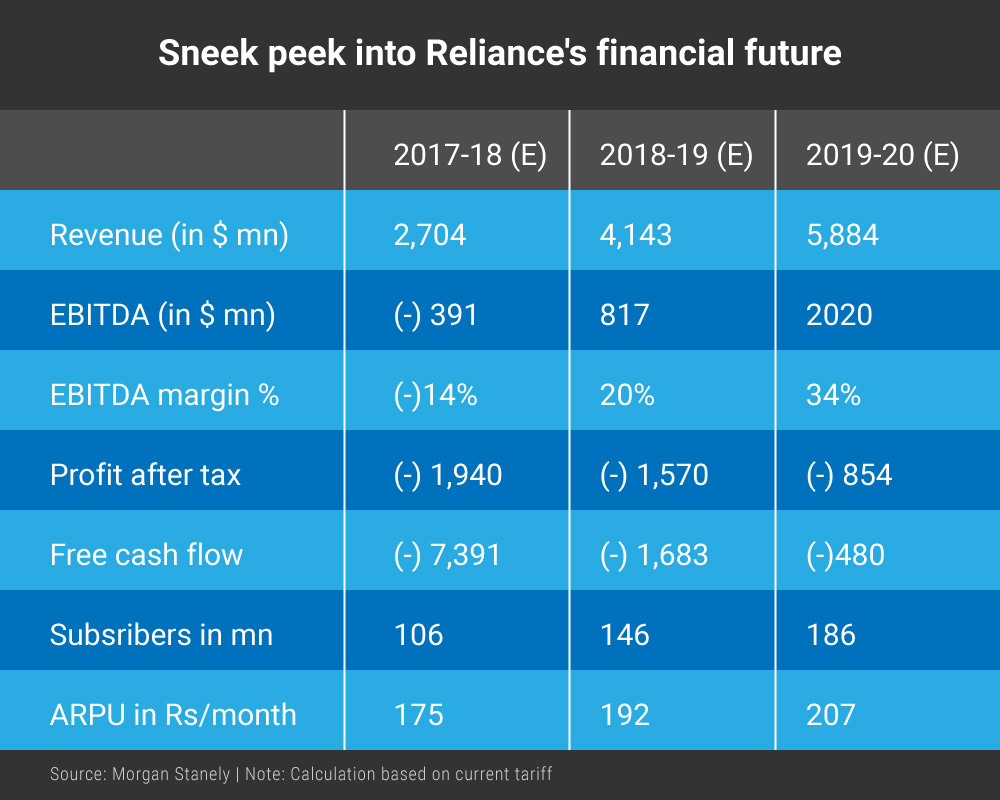 Sneek peek into Reliance's financial future
2017-18 (E) 2018-19 (E) 2019-20 (E)
Revenue (in $ mn) 2,704 4,143 5,884
EBITDA (in $ mn) (-) 391 817 2020
EBITDA margin % (-)14% 20% 34%
Profit after tax (-) 1,940 (-) 1,570 (-) 854
Free cash flow (-) 7,391 (-) 1,683 (-)480
Subsribers in mn 106 146 186
ARPU in Rs/month 175 192 207
Source: Morgan Stanely | Note: Calculation based on current tariff